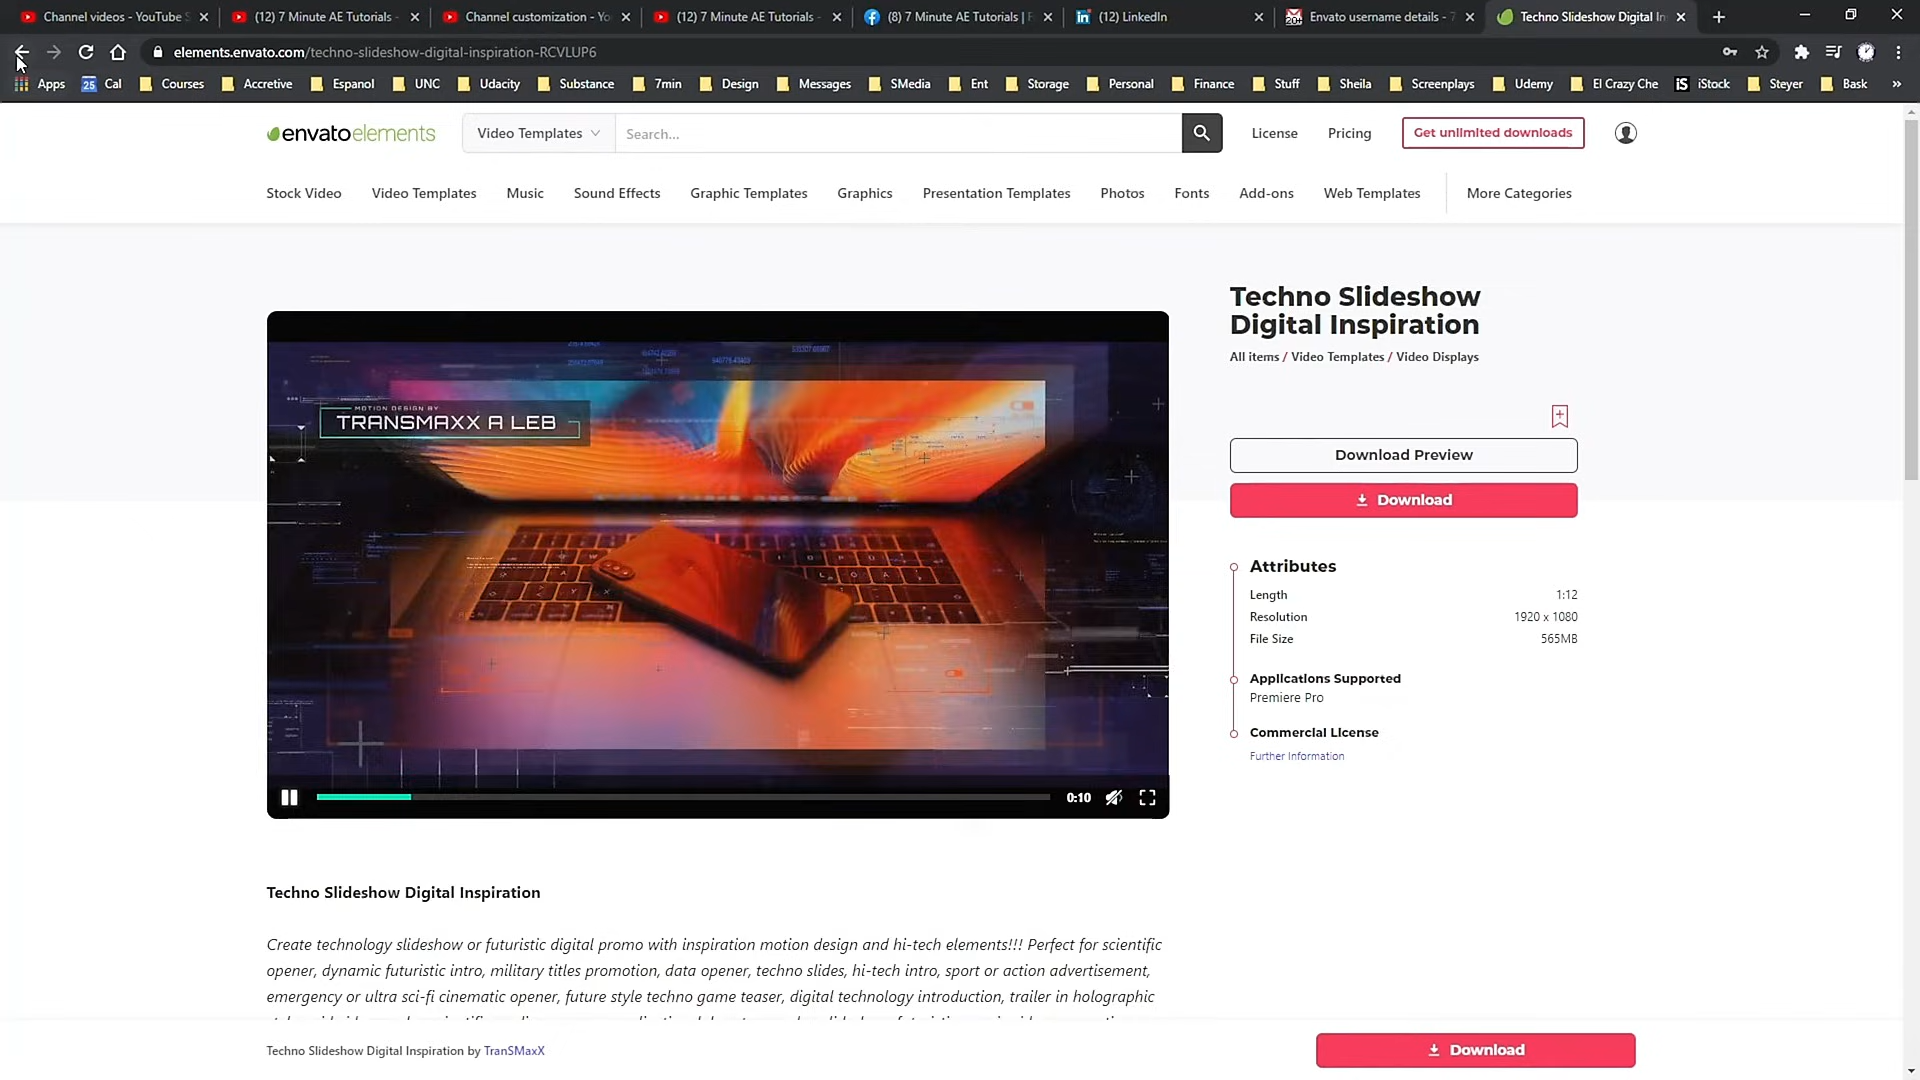 Channel videos - YouTube S
(12) 7 Minute AE Tutorials -
Channel customization - Yo
(12) 7 Minute AE Tutorials -
(8) 7 Minute AE Tutorials | F
(12) LinkedIn
Envato username details - 7
Techno Slideshow Digital In
elements.envato.com/techno-slideshow-digital-inspiration-RCVLUP6
Apps
25 Cal
Courses
Accretive
Espanol
UNC
Udacity
Substance
7min
Design
Messages
SMedia
Ent
Storage
Personal
Finance
Stuff
Sheila
Screenplays
Udemy
El Crazy Che
iS iStock
Steyer
Bask
»
envatoelements
Video Templates
Search...
License
Pricing
Get unlimited downloads
Stock Video
Video Templates
Music
Sound Effects
Graphic Templates
Graphics
Presentation Templates
Photos
Fonts
Add-ons
Web Templates
More Categories
MOTION DESIGN BY
TRANSMAXX A LEB
0:10
Techno Slideshow
Digital Inspiration
All items / Video Templates / Video Displays
Download Preview
Download
Attributes
Length 1:12
Resolution 1920 x 1080
File Size 565MB
Applications Supported
Premiere Pro
Commercial License
Further Information
Techno Slideshow Digital Inspiration
Create technology slideshow or futuristic digital promo with inspiration motion design and hi-tech elements!!! Perfect for scientific
opener, dynamic futuristic intro, military titles promotion, data opener, techno slides, hi-tech intro, sport or action advertisement,
emergency or ultra sci-fi cinematic opener, future style techno game teaser, digital technology introduction, trailer in holographic
Techno Slideshow Digital Inspiration by TranSMaxX
Download